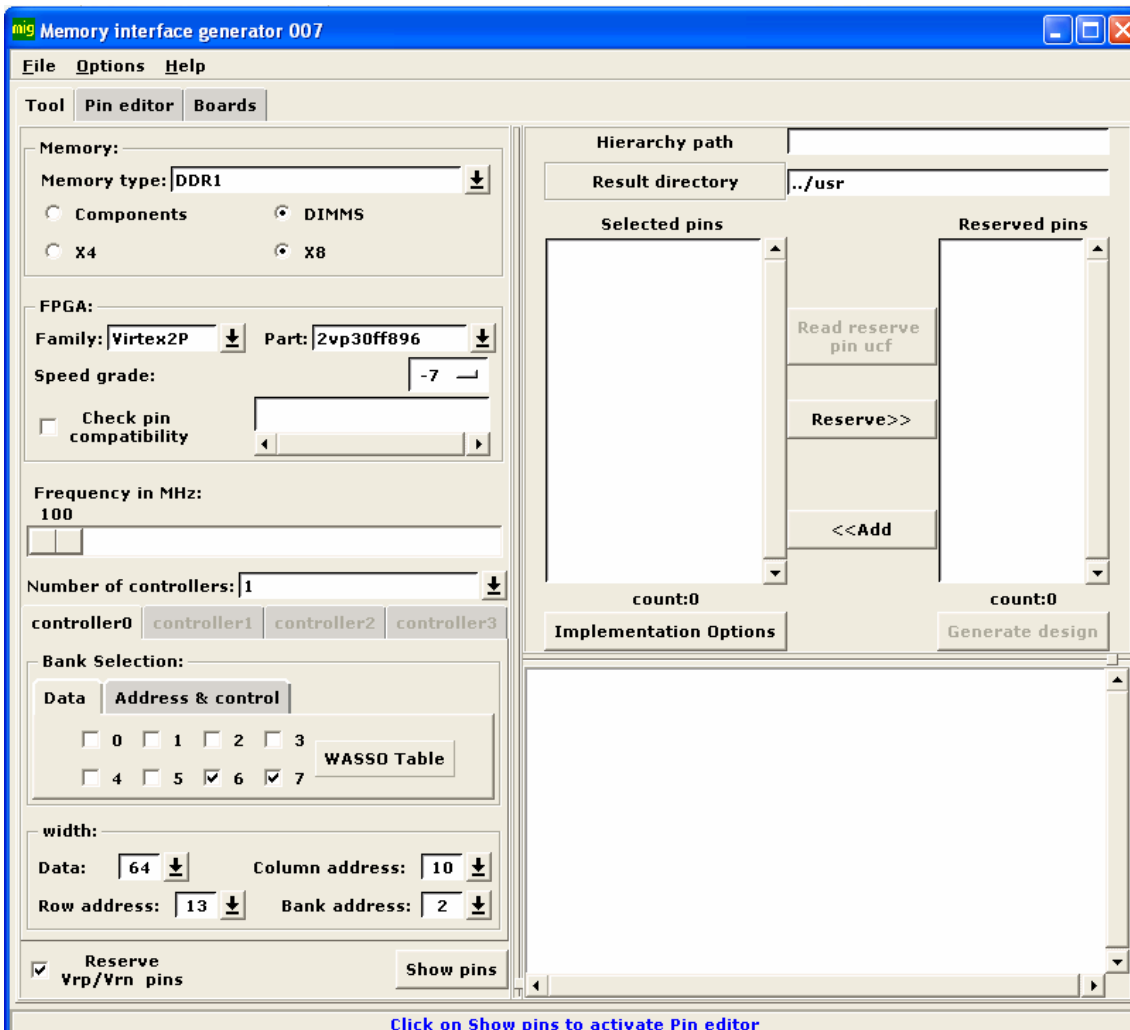 mig Memory interface generator 007
File Options Help
Tool Pin editor Boards
Memory:
Memory type: DDR1
Components DIMMS
X4 X8
FPGA:
Family: Virtex2P Part: 2vp30ff896
Speed grade: -7
Check pin
compatibility
Frequency in MHz:
100
Number of controllers: 1
controller0 controller1 controller2 controller3
Bank Selection:
Data Address & control
0 1 2 3
WASSO Table
4 5 6 7
width:
Data: 64 Column address: 10
Row address: 13 Bank address: 2
Reserve
Vrp/Vrn pins
Show pins
Hierarchy path
Result directory ../usr
Selected pins Reserved pins
Read reserve
pin ucf
Reserve>>
<<Add
count:0 count:0
Implementation Options Generate design
Click on Show pins to activate Pin editor